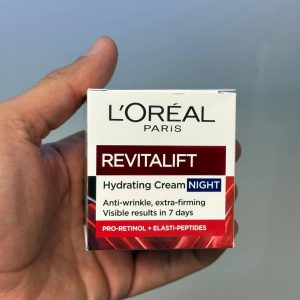 L'ORÉAL
PARIS
REVITALIFT
Hydrating Cream NIGHT
Anti-wrinkle, extra-firming
Visible results in 7 days
PRO-RETINOL + ELASTI-PEPTIDES